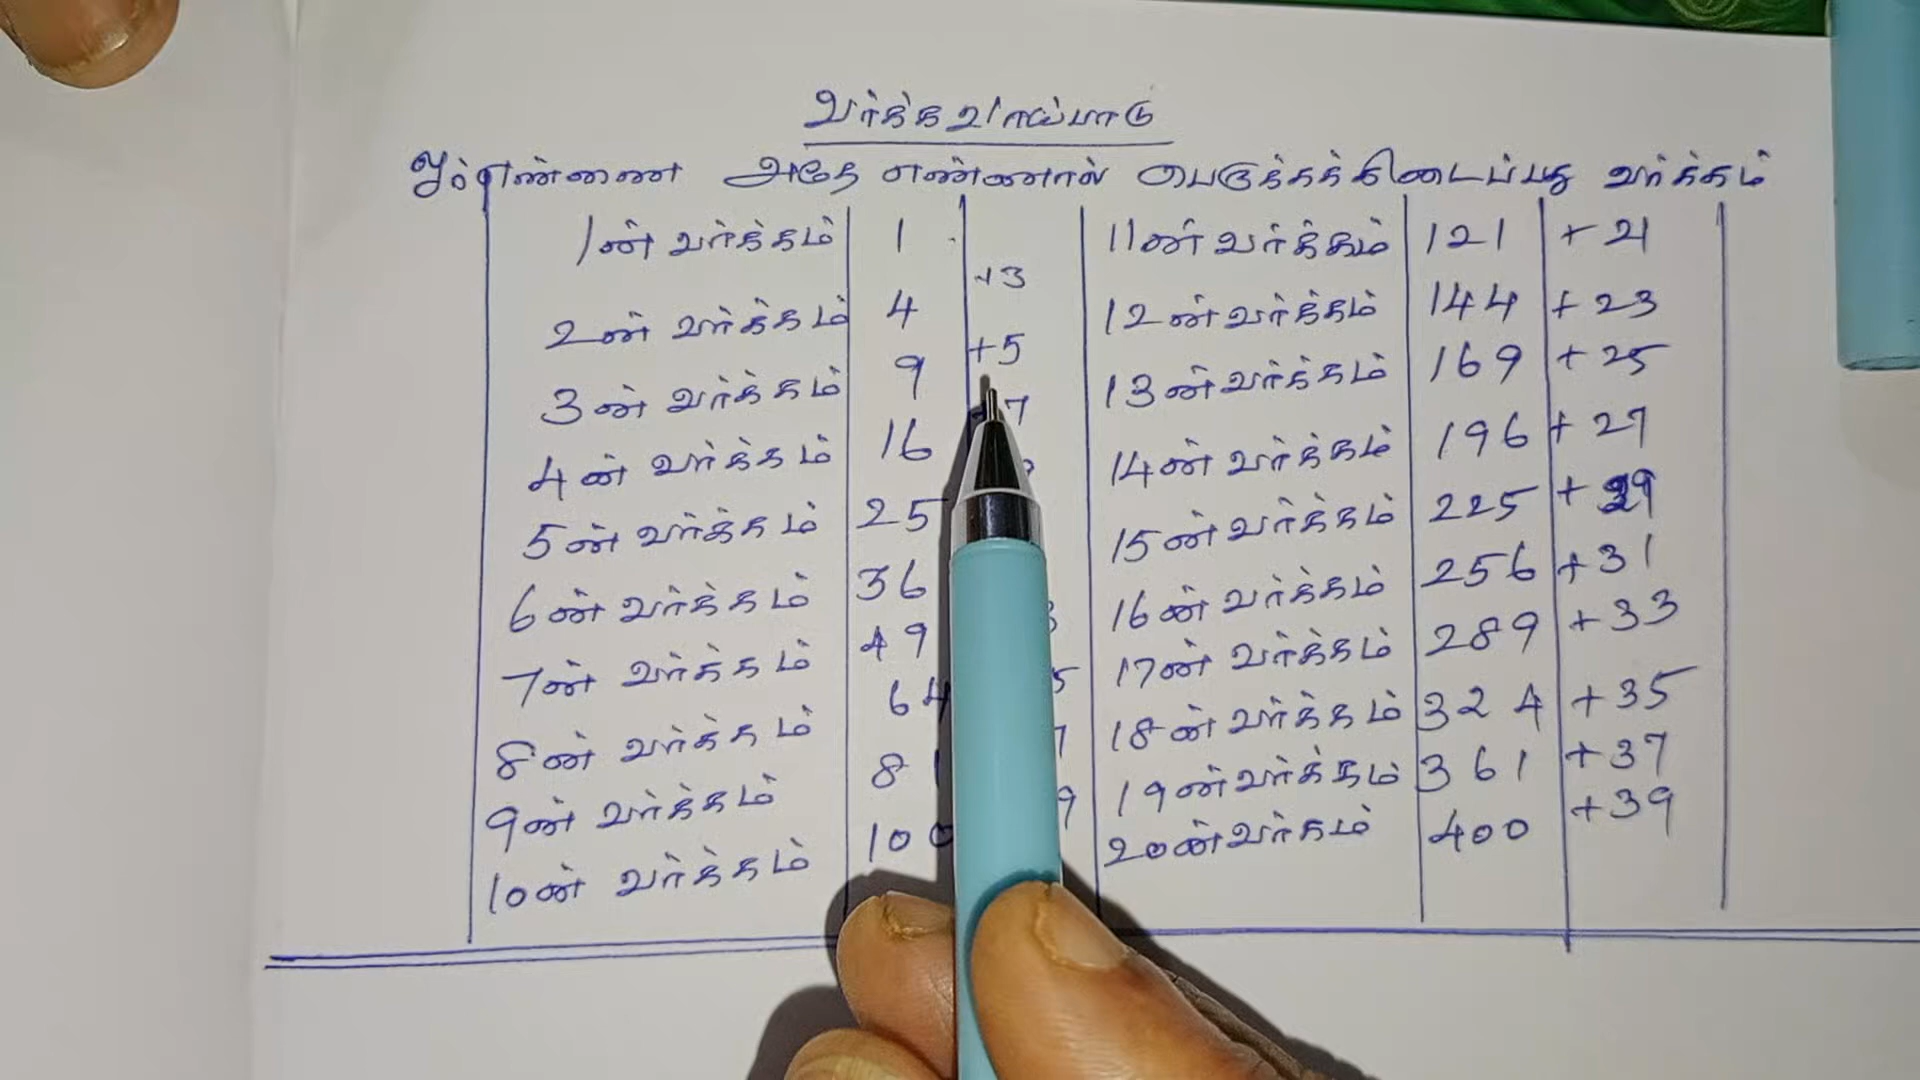 வர்க்க வாய்பாடு
ஓர் எண்ணை அதே எண்ணால் பெருக்கக் கிடைப்பது வர்க்கம்
1ன் வர்க்கம் 1
+3
2ன் வர்க்கம் 4
+5
3ன் வர்க்கம் 9
7
4ன் வர்க்கம் 16
5ன் வர்க்கம் 25
6ன் வர்க்கம் 36
7ன் வர்க்கம் 49
8ன் வர்க்கம் 64
9ன் வர்க்கம் 81
10ன் வர்க்கம் 100
11ன் வர்க்கம் 121 +21
12ன் வர்க்கம் 144 +23
13ன் வர்க்கம் 169 +25
14ன் வர்க்கம் 196 +27
15ன் வர்க்கம் 225 +29
16ன் வர்க்கம் 256 +31
17ன் வர்க்கம் 289 +33
18ன் வர்க்கம் 324 +35
19ன் வர்க்கம் 361 +37
20ன் வர்கம் 400 +39